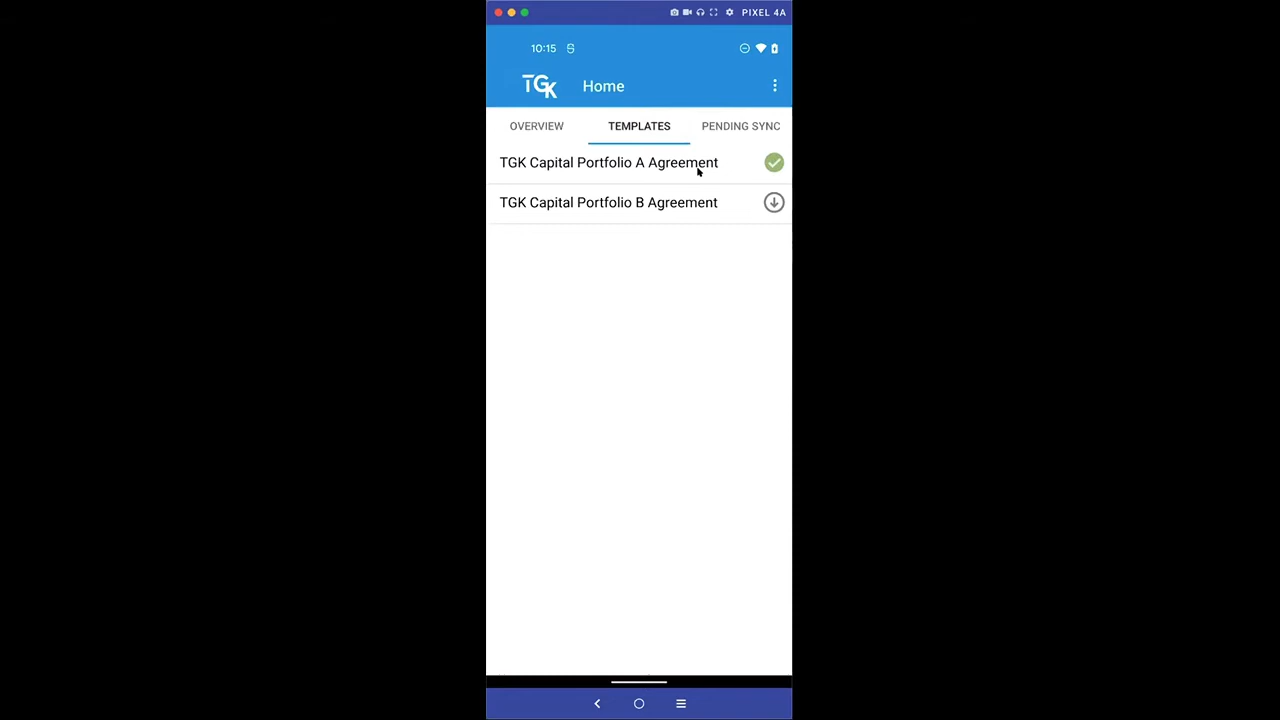 PIXEL 4A
10:15
TGK Home
OVERVIEW TEMPLATES PENDING SYNC
TGK Capital Portfolio A Agreement
TGK Capital Portfolio B Agreement